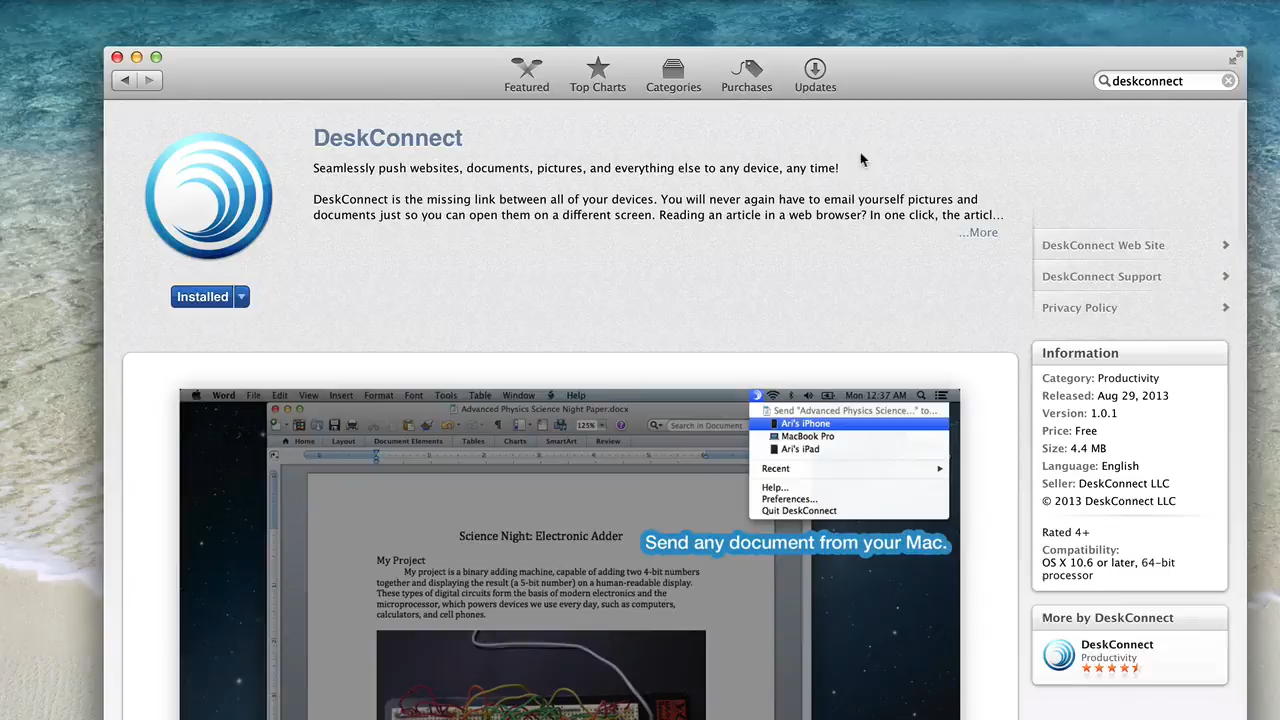 Featured
Top Charts
Categories
Purchases
Updates
deskconnect
DeskConnect
Seamlessly push websites, documents, pictures, and everything else to any device, any time!
DeskConnect is the missing link between all of your devices. You will never again have to email yourself pictures and
documents just so you can open them on a different screen. Reading an article in a web browser? In one click, the articl...
...More
Installed
DeskConnect Web Site
DeskConnect Support
Privacy Policy
Information
Category: Productivity
Released: Aug 29, 2013
Version: 1.0.1
Price: Free
Size: 4.4 MB
Language: English
Seller: DeskConnect LLC
© 2013 DeskConnect LLC
Rated 4+
Compatibility:
OS X 10.6 or later, 64-bit
processor
More by DeskConnect
DeskConnect
Productivity
Word File Edit View Insert Format Font Tools Table Window Help
Mon 12:37 AM
Advanced Physics Science Night Paper.docx
125%
Search in Document
Home Layout Document Elements Tables Charts SmartArt Review
Send "Advanced Physics Science..." to...
Ari's iPhone
MacBook Pro
Ari's iPad
Recent
Help...
Preferences...
Quit DeskConnect
Send any document from your Mac.
Science Night: Electronic Adder
My Project
My project is a binary adding machine, capable of adding two 4-bit numbers
together and displaying the result (a 5-bit number) on a human-readable display.
These types of digital circuits form the basis of modern electronics and the
microprocessor, which powers devices we use every day, such as computers,
calculators, and cell phones.